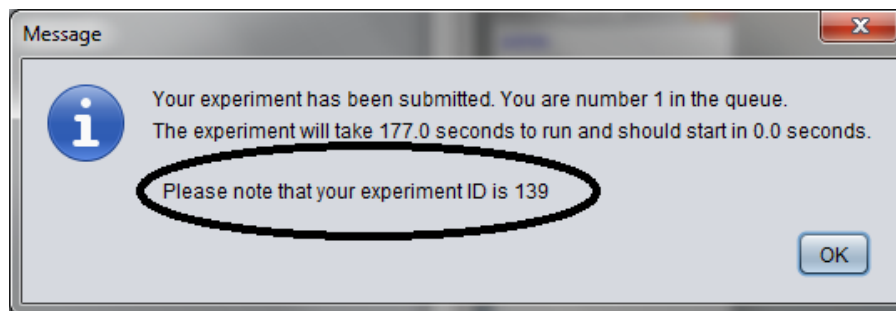 Message
Your experiment has been submitted. You are number 1 in the queue.
The experiment will take 177.0 seconds to run and should start in 0.0 seconds.
Please note that your experiment ID is 139
OK